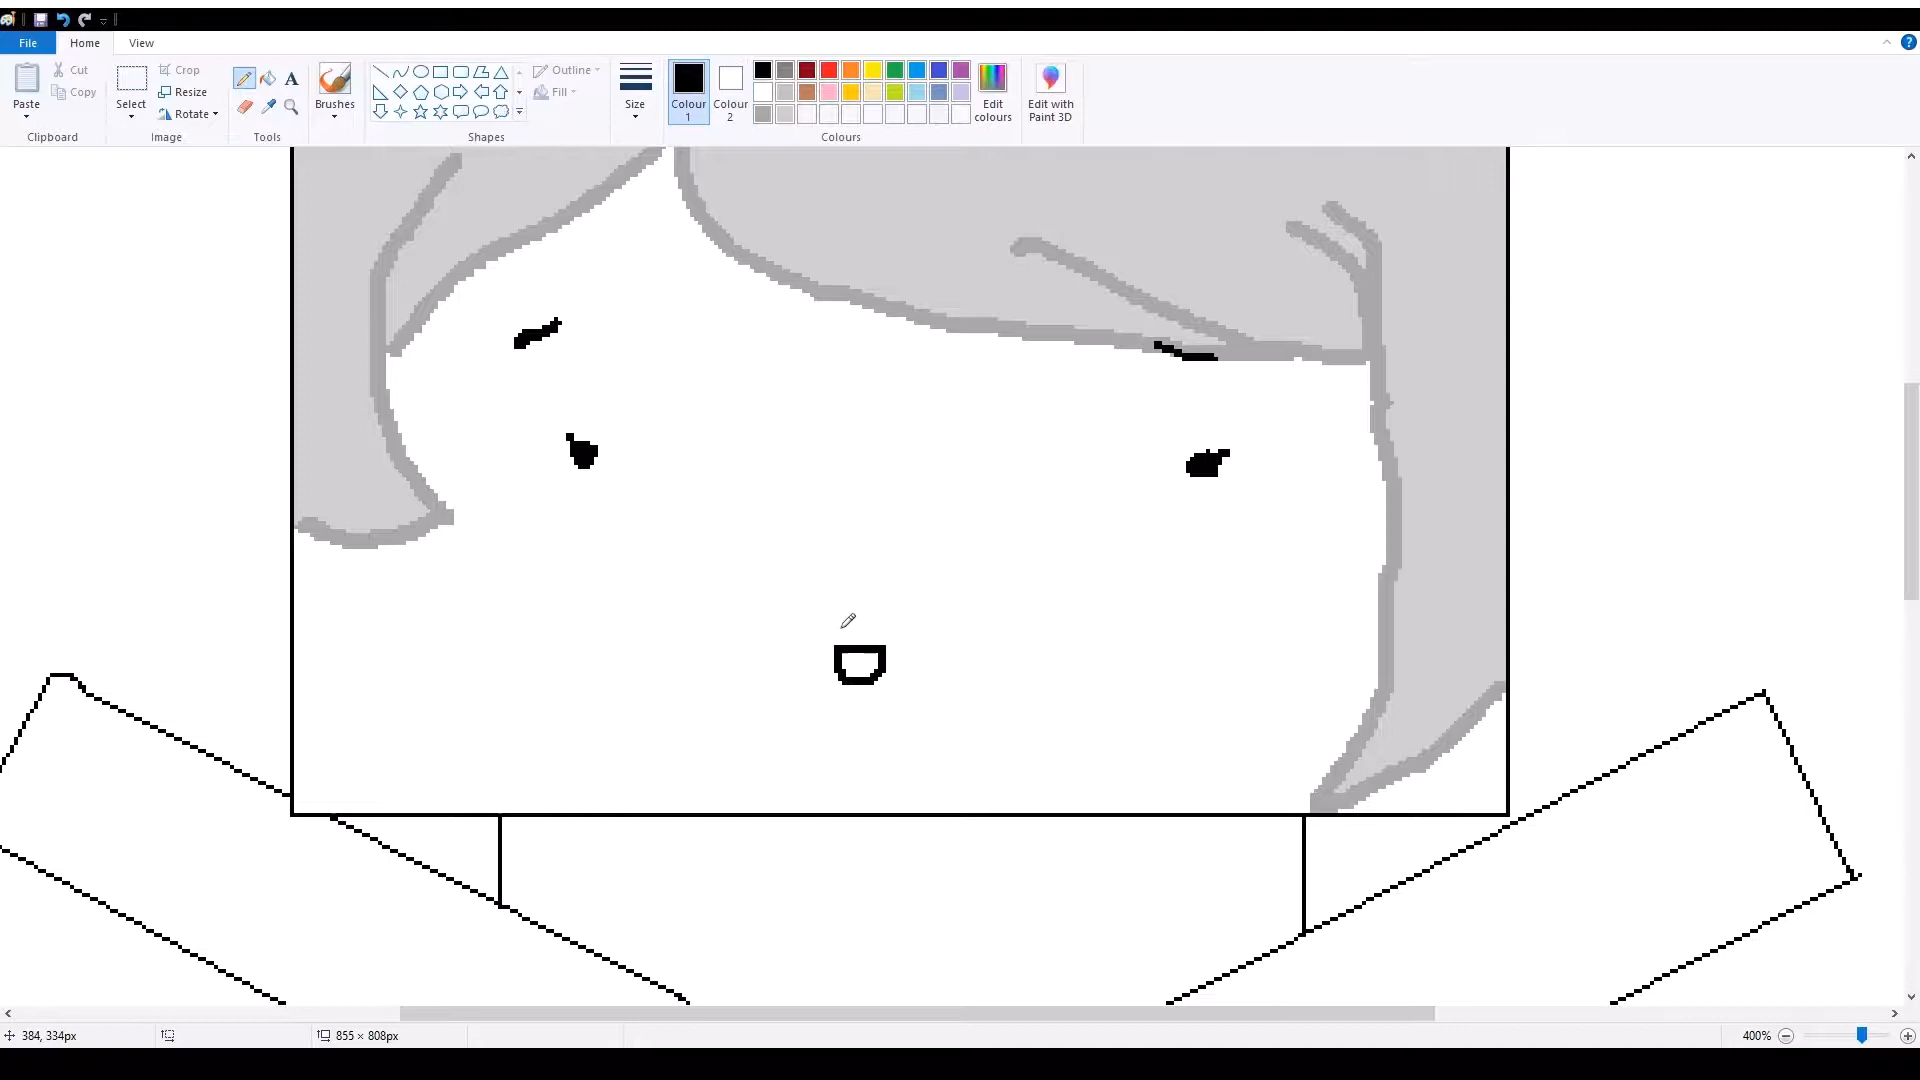 File Home View
Cut
Copy
Paste
Clipboard
Crop
Resize
Rotate
Select
Image
A
Tools
Brushes
Outline
Fill
Shapes
Size
Colour
1
Colour
2
Edit
colours
Colours
Edit with
Paint 3D
?
384, 334px
855 × 808px
400%